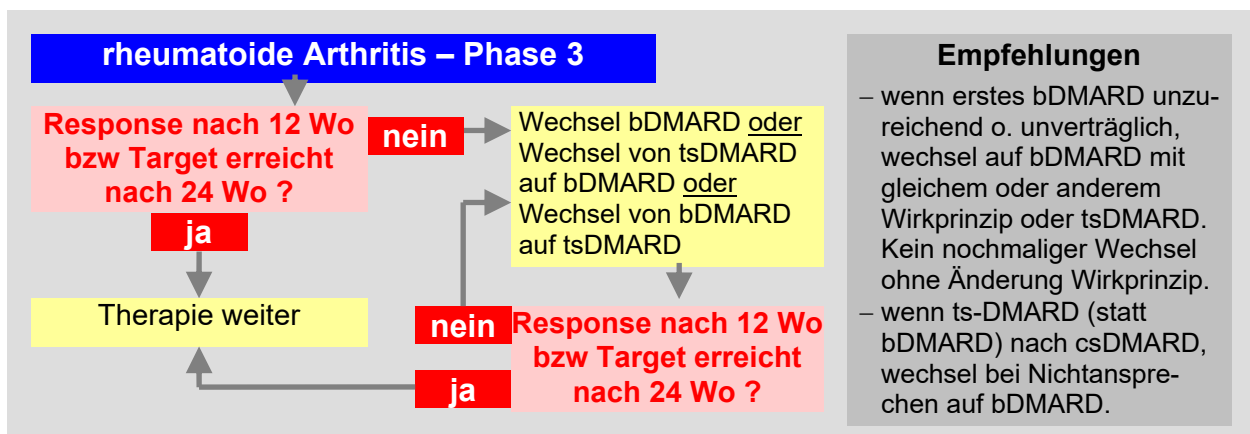 rheumatoide Arthritis – Phase 3
Response nach 12 Wo
bzw Target erreicht
nach 24 Wo ?
nein
ja
Therapie weiter
Wechsel bDMARD oder
Wechsel von tsDMARD
auf bDMARD oder
Wechsel von bDMARD
auf tsDMARD
nein
ja
Response nach 12 Wo
bzw Target erreicht
nach 24 Wo ?
Empfehlungen
– wenn erstes bDMARD unzu-
reichend o. unverträglich,
wechsel auf bDMARD mit
gleichem oder anderem
Wirkprinzip oder tsDMARD.
Kein nochmaliger Wechsel
ohne Änderung Wirkprinzip.
– wenn ts-DMARD (statt
bDMARD) nach csDMARD,
wechsel bei Nichtanspre-
chen auf bDMARD.